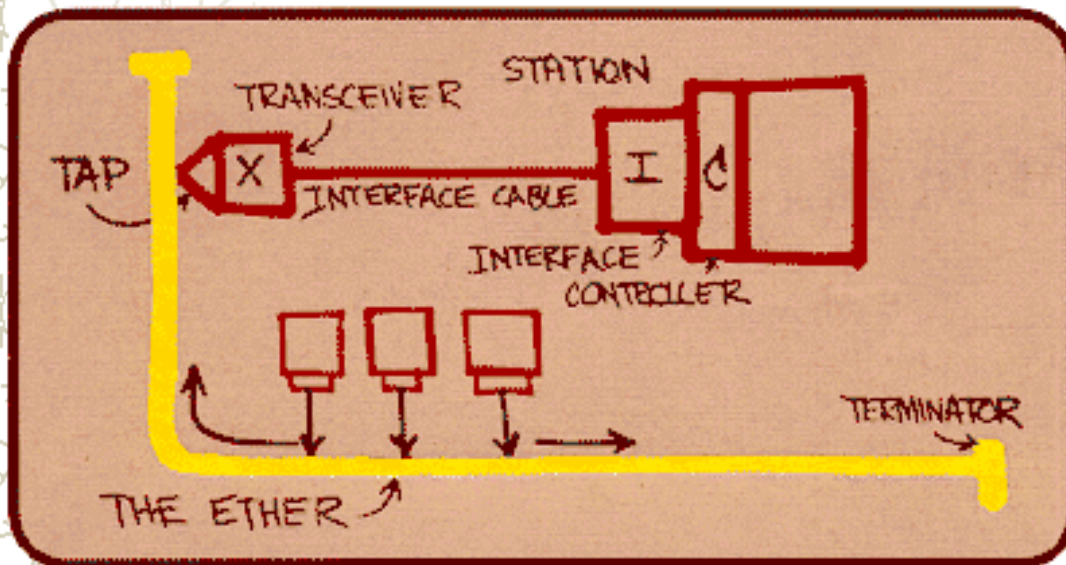 STATION
TRANSCEIVER
TAP
X
I
C
INTERFACE CABLE
INTERFACE
CONTROLLER
TERMINATOR
THE ETHER